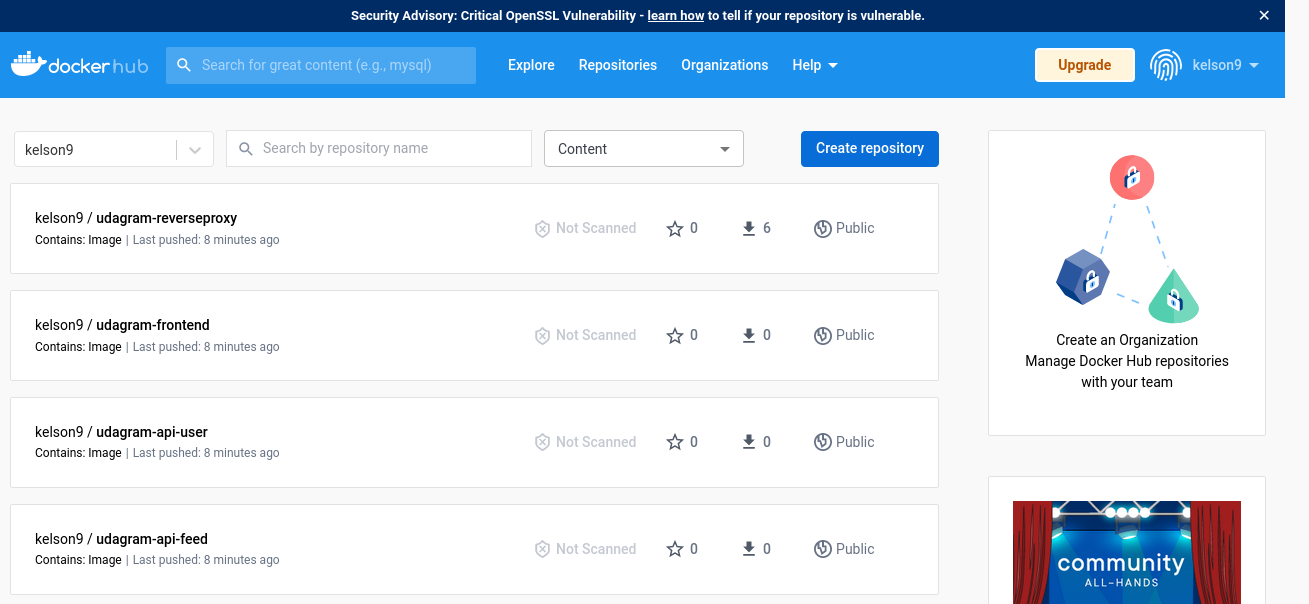 Security Advisory: Critical OpenSSL Vulnerability - learn how to tell if your repository is vulnerable. ✕
docker hub Search for great content (e.g., mysql) Explore Repositories Organizations Help Upgrade kelson9
kelson9 Search by repository name Content Create repository
kelson9 / udagram-reverseproxy
Contains: Image | Last pushed: 8 minutes ago
Not Scanned 0 6 Public
kelson9 / udagram-frontend
Contains: Image | Last pushed: 8 minutes ago
Not Scanned 0 0 Public
kelson9 / udagram-api-user
Contains: Image | Last pushed: 8 minutes ago
Not Scanned 0 0 Public
kelson9 / udagram-api-feed
Contains: Image | Last pushed: 8 minutes ago
Not Scanned 0 0 Public
Create an Organization
Manage Docker Hub repositories
with your team
community
ALL-HANDS